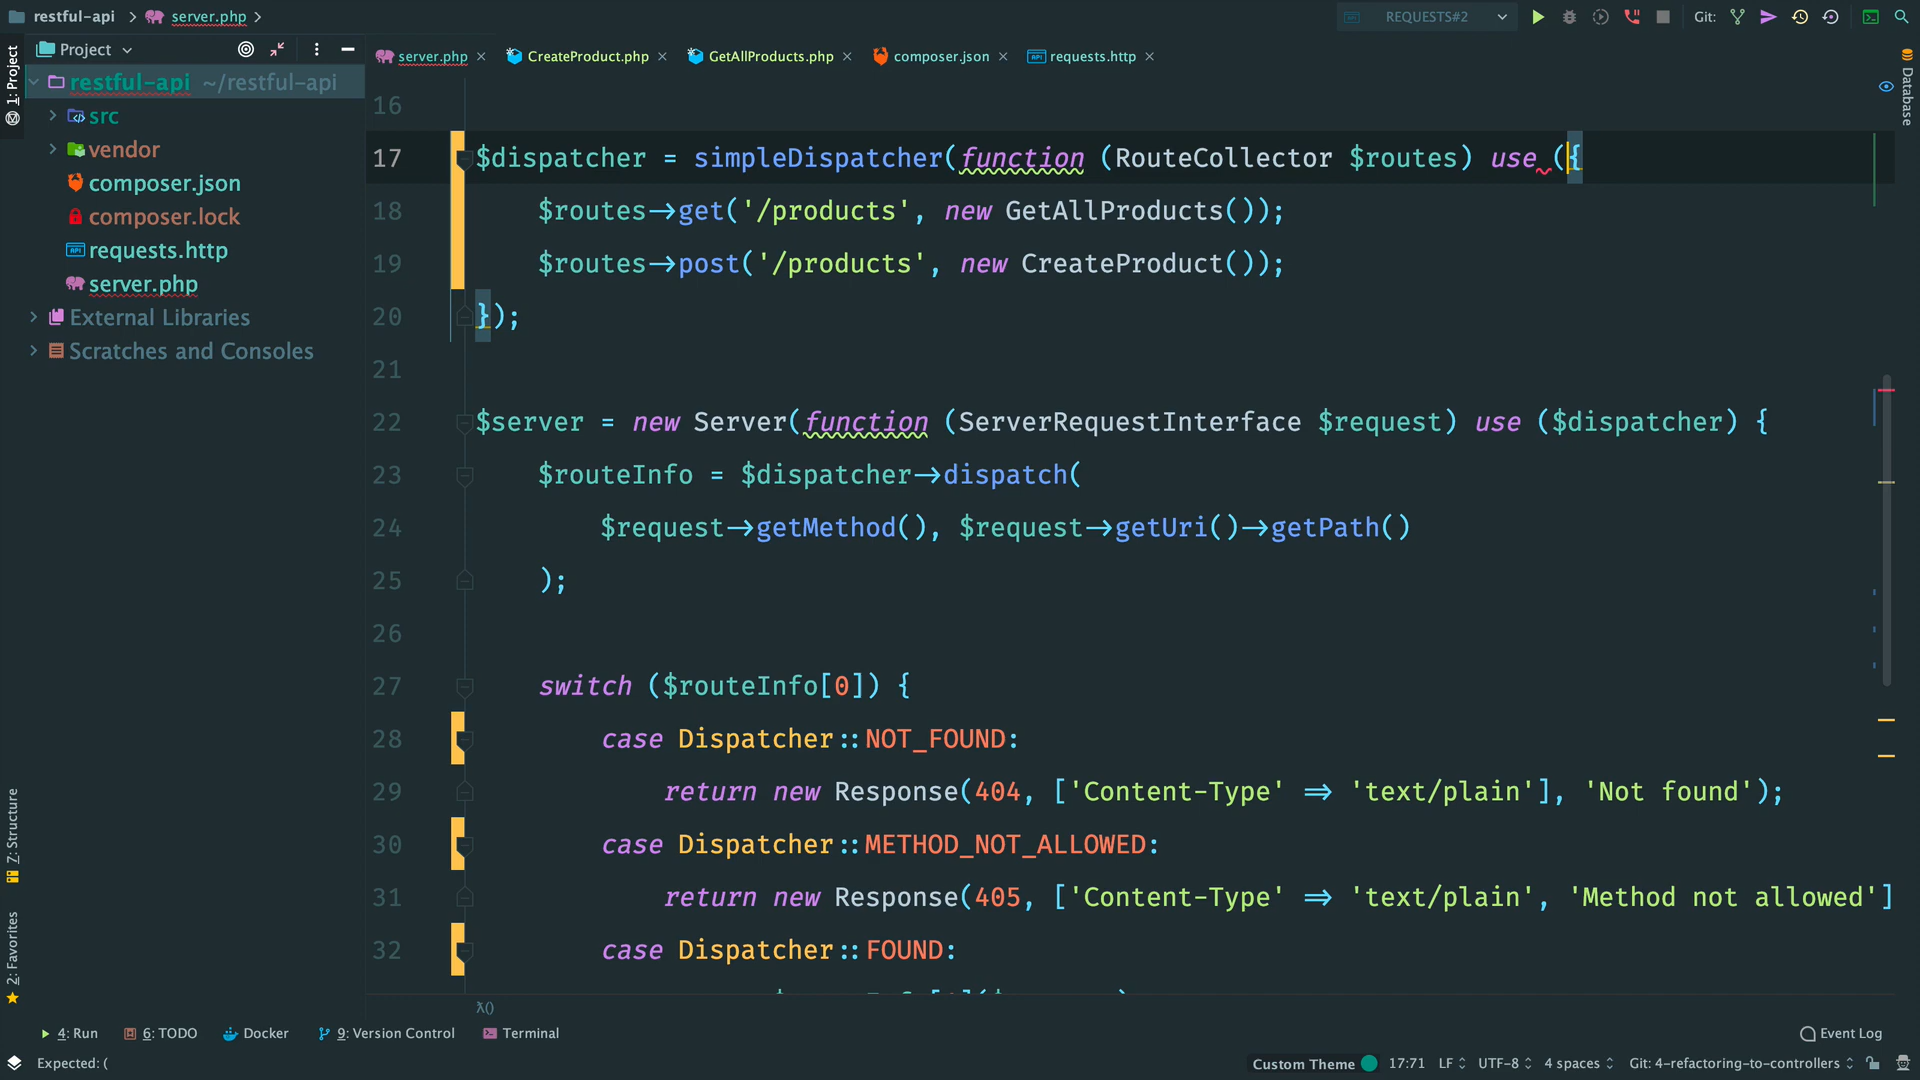 restful-api server.php
REQUESTS#2 Git:
1: Project
Project
restful-api ~/restful-api
src
vendor
composer.json
composer.lock
requests.http
server.php
External Libraries
Scratches and Consoles
server.php CreateProduct.php GetAllProducts.php composer.json requests.http
Database
16
17 $dispatcher = simpleDispatcher(function (RouteCollector $routes) use ({
18 $routes->get('/products', new GetAllProducts());
19 $routes->post('/products', new CreateProduct());
20 });
21
22 $server = new Server(function (ServerRequestInterface $request) use ($dispatcher) {
23 $routeInfo = $dispatcher->dispatch(
24 $request->getMethod(), $request->getUri()->getPath()
25 );
26
27 switch ($routeInfo[0]) {
28 case Dispatcher::NOT_FOUND:
29 return new Response(404, ['Content-Type' => 'text/plain'], 'Not found');
30 case Dispatcher::METHOD_NOT_ALLOWED:
31 return new Response(405, ['Content-Type' => 'text/plain', 'Method not allowed']
32 case Dispatcher::FOUND:
λ()
7: Structure
2: Favorites
4: Run 6: TODO Docker 9: Version Control Terminal Event Log
Expected: ( Custom Theme 17:71 LF UTF-8 4 spaces Git: 4-refactoring-to-controllers